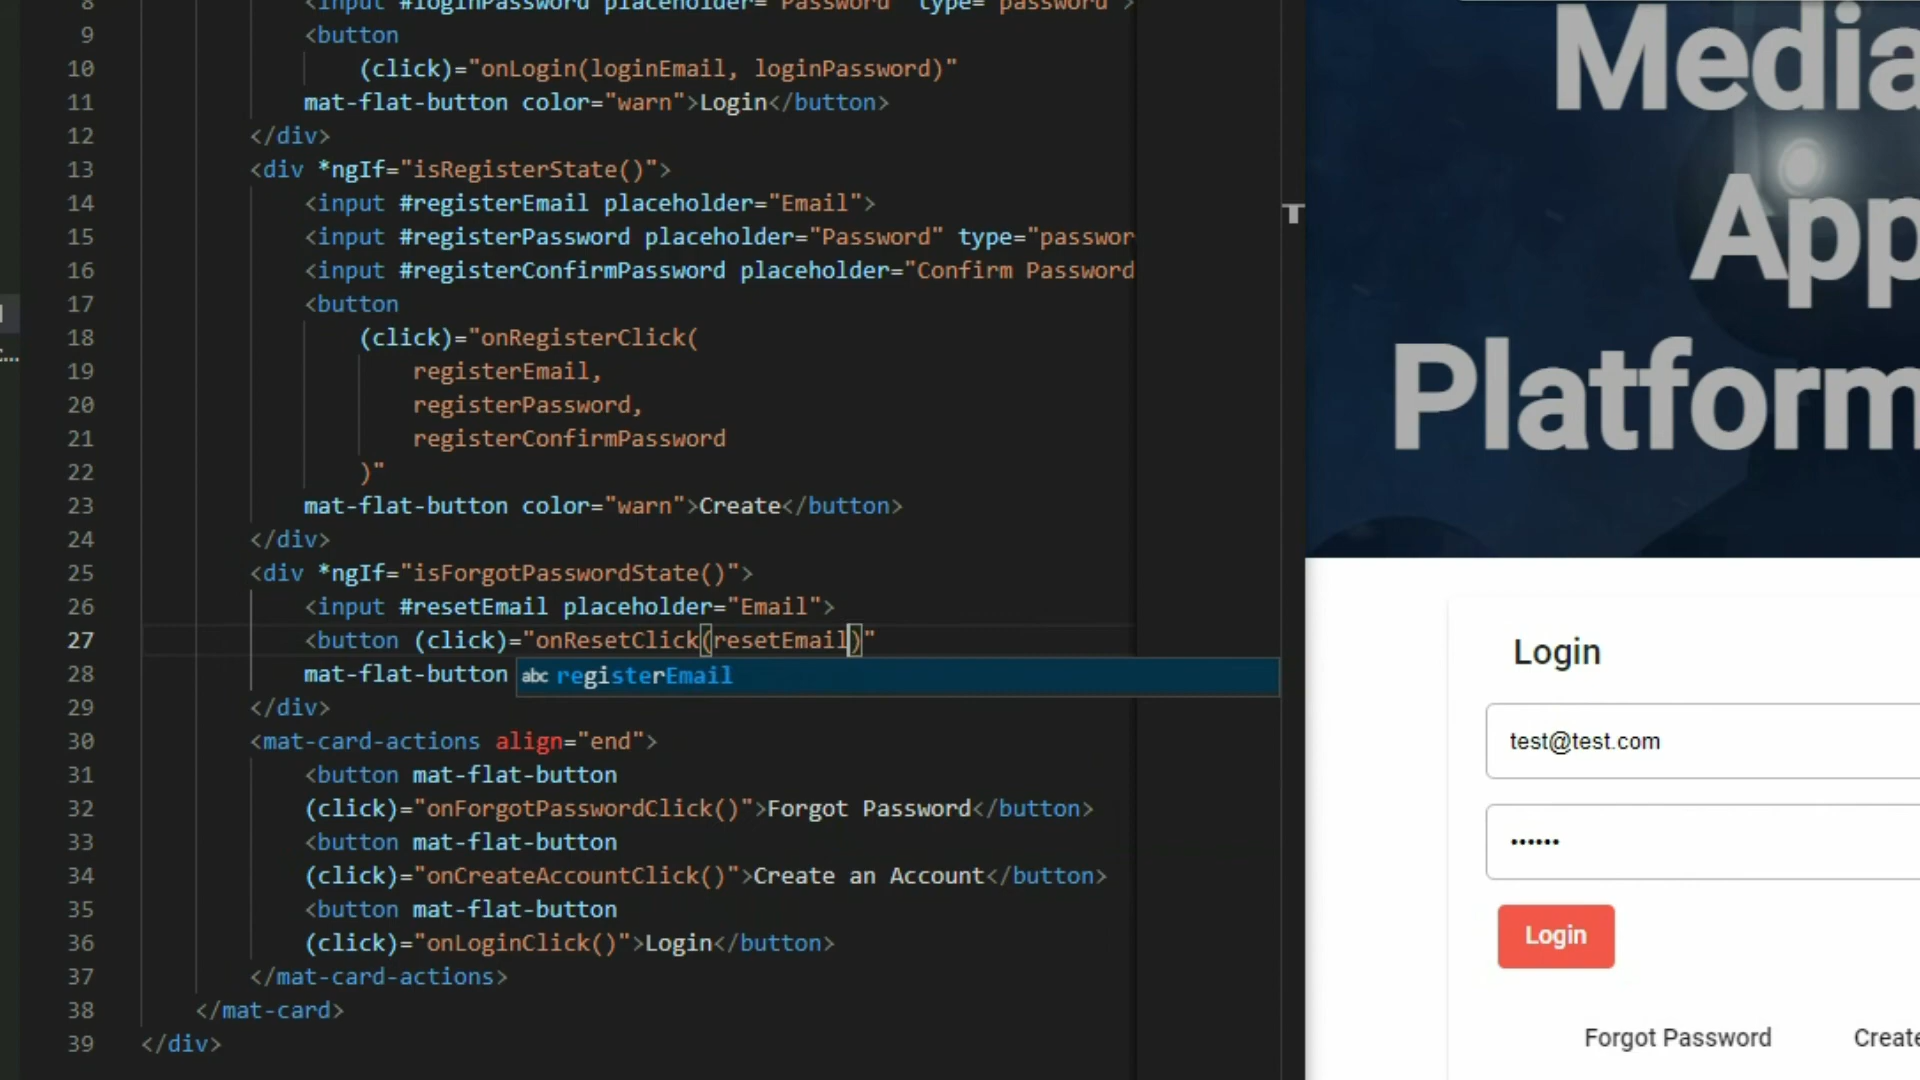 8 <input #loginPassword placeholder="Password" type="password">
9 <button
10 (click)="onLogin(loginEmail, loginPassword)"
11 mat-flat-button color="warn">Login</button>
12 </div>
13 <div *ngIf="isRegisterState()">
14 <input #registerEmail placeholder="Email">
15 <input #registerPassword placeholder="Password" type="passwor
16 <input #registerConfirmPassword placeholder="Confirm Password
17 <button
18 (click)="onRegisterClick(
19 registerEmail,
20 registerPassword,
21 registerConfirmPassword
22 )"
23 mat-flat-button color="warn">Create</button>
24 </div>
25 <div *ngIf="isForgotPasswordState()">
26 <input #resetEmail placeholder="Email">
27 <button (click)="onResetClick(resetEmail)"
28 mat-flat-button
abc registerEmail
29 </div>
30 <mat-card-actions align="end">
31 <button mat-flat-button
32 (click)="onForgotPasswordClick()">Forgot Password</button>
33 <button mat-flat-button
34 (click)="onCreateAccountClick()">Create an Account</button>
35 <button mat-flat-button
36 (click)="onLoginClick()">Login</button>
37 </mat-card-actions>
38 </mat-card>
39 </div>
T
Media
App
Platform
Login
test@test.com
••••••
Login
Forgot Password Create